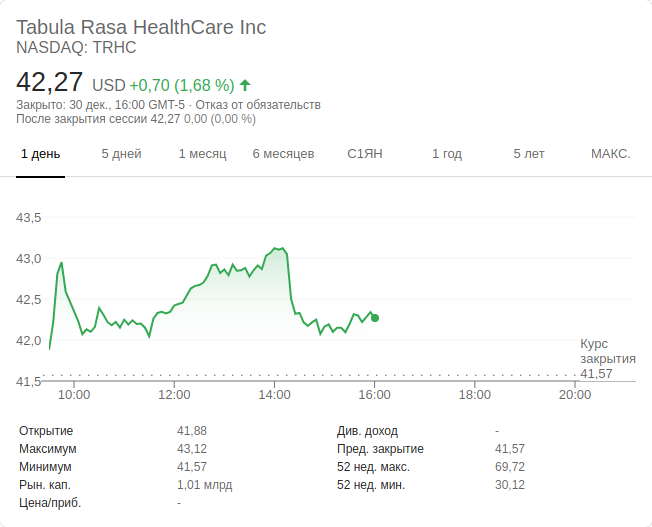 Tabula Rasa HealthCare Inc
NASDAQ: TRHC
42,27 USD +0,70 (1,68 %)
Закрыто: 30 дек., 16:00 GMT-5 · Отказ от обязательств
После закрытия сессии 42,27 0,00 (0,00 %)
1 день 5 дней 1 месяц 6 месяцев С1ЯН 1 год 5 лет МАКС.
43,5
43,0
42,5
42,0
41,5
Курс
закрытия
41,57
10:00 12:00 14:00 16:00 18:00 20:00
Открытие 41,88 Див. доход -
Максимум 43,12 Пред. закрытие 41,57
Минимум 41,57 52 нед. макс. 69,72
Рын. кап. 1,01 млрд 52 нед. мин. 30,12
Цена/приб. -